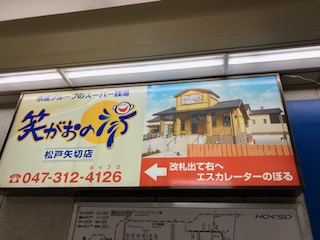 京成グループのスーパー銭湯
笑がおの湯
松戸矢切店
☎047-312-4126
改札出て右へ
エスカレーターのぼる